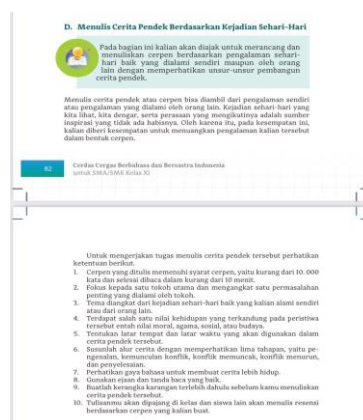 D. Menulis Cerita Pendek Berdasarkan Kejadian Sehari-Hari
Pada bagian ini kalian akan diajak untuk merancang dan
menuliskan cerpen berdasarkan pengalaman sehari-
hari baik yang dialami sendiri maupun oleh orang
lain dengan memperhatikan unsur-unsur pembangun
cerita pendek.
Menulis cerita pendek atau cerpen bisa diambil dari pengalaman sendiri
atau pengalaman yang dialami oleh orang lain. Kejadian sehari-hari yang
kita lihat, kita dengar, serta perasaan yang mengikutinya adalah sumber
inspirasi yang tidak ada habisnya. Oleh karena itu, pada kesempatan ini,
kalian diberi kesempatan untuk menuangkan pengalaman kalian tersebut
dalam bentuk cerpen.
92 Cerdas Cergas Berbahasa dan Bersastra Indonesia
untuk SMA/SMK Kelas XI
Untuk mengerjakan tugas menulis cerita pendek tersebut perhatikan
ketentuan berikut.
1. Cerpen yang ditulis memenuhi syarat cerpen, yaitu kurang dari 10. 000
kata dan selesai dibaca dalam kurang dari 10 menit.
2. Fokus kepada satu tokoh utama dan mengangkat satu permasalahan
penting yang dialami oleh tokoh.
3. Tema diangkat dari kejadian sehari-hari baik yang kalian alami sendiri
atau dari orang lain.
4. Terdapat salah satu nilai kehidupan yang terkandung pada peristiwa
tersebut entah nilai moral, agama, sosial, atau budaya.
5. Tentukan latar tempat dan latar waktu yang akan digunakan dalam
cerita pendek tersebut.
6. Susunlah alur cerita dengan memperhatikan lima tahapan, yaitu pe-
ngenalan, kemunculan konflik, konflik memuncak, konflik menurun,
dan penyelesaian.
7. Perhatikan gaya bahasa untuk membuat cerita lebih hidup.
8. Gunakan ejaan dan tanda baca yang baik.
9. Buatlah kerangka karangan terlebih dahulu sebelum kamu menuliskan
cerita pendek tersebut.
10. Tulisanmu akan dipajang di kelas dan siswa lain akan menulis resensi
berdasarkan cerpen yang kalian buat.